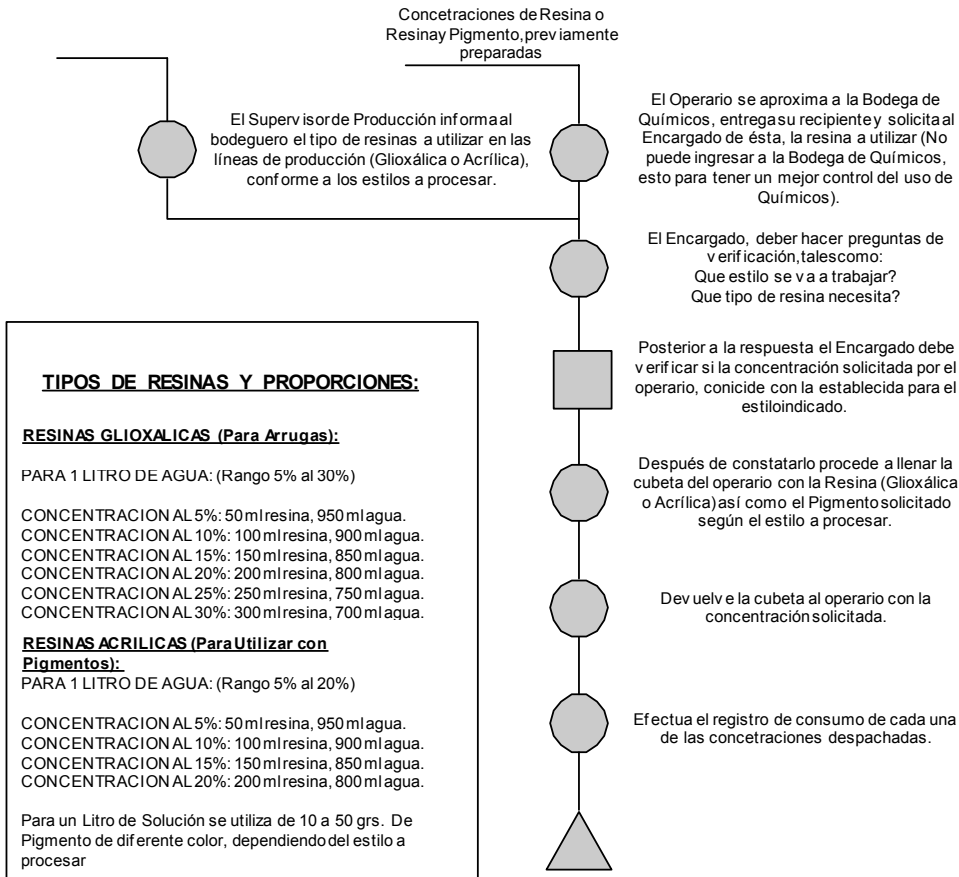 Concetraciones de Resina o
Resina y Pigmento, previamente
preparadas
El Supervisor de Producción informa al
bodeguero el tipo de resinas a utilizar en las
líneas de producción (Glioxálica o Acrílica),
conforme a los estilos a procesar.
El Operario se aproxima a la Bodega de
Químicos, entrega su recipiente y solicita al
Encargado de ésta, la resina a utilizar (No
puede ingresar a la Bodega de Químicos,
esto para tener un mejor control del uso de
Químicos).
El Encargado, deber hacer preguntas de
verificación, tales como:
Que estilo se va a trabajar?
Que tipo de resina necesita?
Posterior a la respuesta el Encargado debe
verificar si la concentración solicitada por el
operario, conicide con la establecida para el
estilo indicado.
Después de constatarlo procede a llenar la
cubeta del operario con la Resina (Glioxálica
o Acrílica) así como el Pigmento solicitado
según el estilo a procesar.
Devuelve la cubeta al operario con la
concentración solicitada.
Efectua el registro de consumo de cada una
de las concetraciones despachadas.
TIPOS DE RESINAS Y PROPORCIONES:
RESINAS GLIOXALICAS (Para Arrugas):
PARA 1 LITRO DE AGUA: (Rango 5% al 30%)
CONCENTRACION AL 5%: 50 ml resina, 950 ml agua.
CONCENTRACION AL 10%: 100 ml resina, 900 ml agua.
CONCENTRACION AL 15%: 150 ml resina, 850 ml agua.
CONCENTRACION AL 20%: 200 ml resina, 800 ml agua.
CONCENTRACION AL 25%: 250 ml resina, 750 ml agua.
CONCENTRACION AL 30%: 300 ml resina, 700 ml agua.
RESINAS ACRILICAS (Para Utilizar con
Pigmentos):
PARA 1 LITRO DE AGUA: (Rango 5% al 20%)
CONCENTRACION AL 5%: 50 ml resina, 950 ml agua.
CONCENTRACION AL 10%: 100 ml resina, 900 ml agua.
CONCENTRACION AL 15%: 150 ml resina, 850 ml agua.
CONCENTRACION AL 20%: 200 ml resina, 800 ml agua.
Para un Litro de Solución se utiliza de 10 a 50 grs. De
Pigmento de diferente color, dependiendo del estilo a
procesar